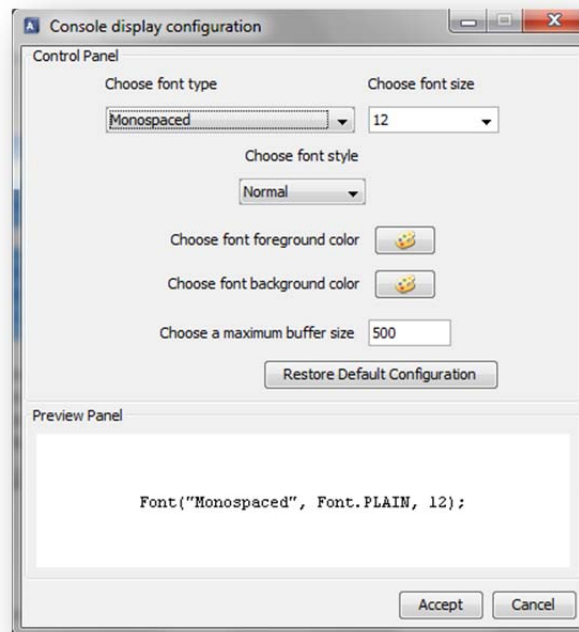 Console display configuration
Control Panel
Choose font type Choose font size
Monospaced 12
Choose font style
Normal
Choose font foreground color
Choose font background color
Choose a maximum buffer size 500
Restore Default Configuration
Preview Panel
Font("Monospaced", Font.PLAIN, 12);
Accept Cancel